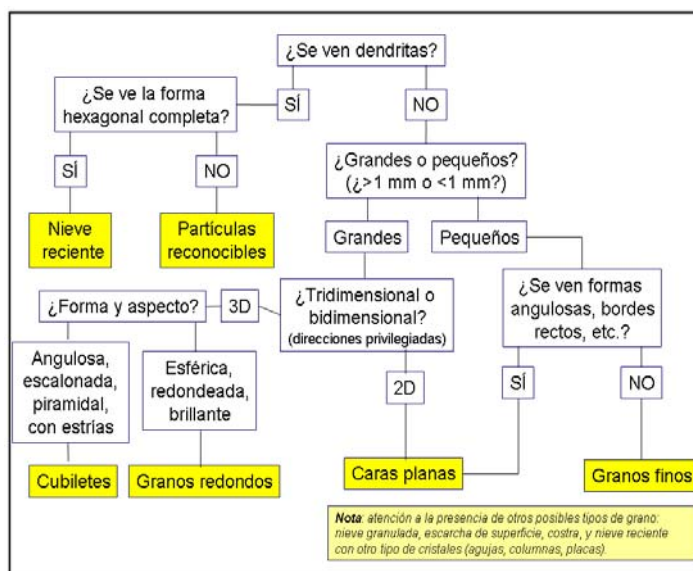 ¿Se ven dendritas?
¿Se ve la forma
hexagonal completa?
SÍ
NO
SÍ
NO
¿Grandes o pequeños?
(¿>1 mm o <1 mm?)
Nieve
reciente
Partículas
reconocibles
Grandes
Pequeños
¿Forma y aspecto?
3D
¿Tridimensional o
bidimensional?
(direcciones privilegiadas)
¿Se ven formas
angulosas, bordes
rectos, etc.?
Angulosa,
escalonada,
piramidal,
con estrías
Esférica,
redondeada,
brillante
2D
SÍ
NO
Cubiletes
Granos redondos
Caras planas
Granos finos
Nota: atención a la presencia de otros posibles tipos de grano:
nieve granulada, escarcha de superficie, costra, y nieve reciente
con otro tipo de cristales (agujas, columnas, placas).